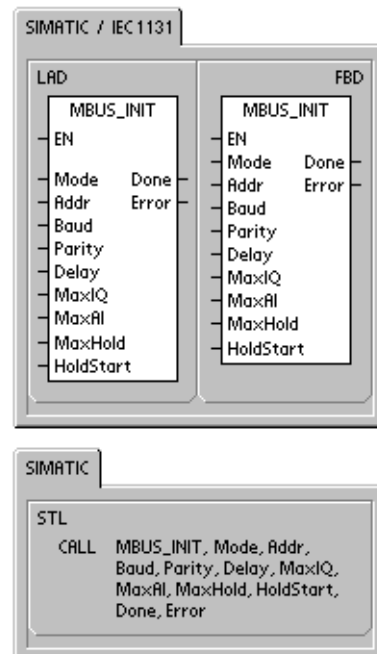 SIMATIC / IEC1131
LAD
MBUS_INIT
EN
Mode Done
Addr Error
Baud
Parity
Delay
MaxIQ
MaxAI
MaxHold
HoldStart
FBD
MBUS_INIT
EN
Mode Done
Addr Error
Baud
Parity
Delay
MaxIQ
MaxAI
MaxHold
HoldStart
SIMATIC
STL
CALL MBUS_INIT, Mode, Addr,
Baud, Parity, Delay, MaxIQ,
MaxAI, MaxHold, HoldStart,
Done, Error